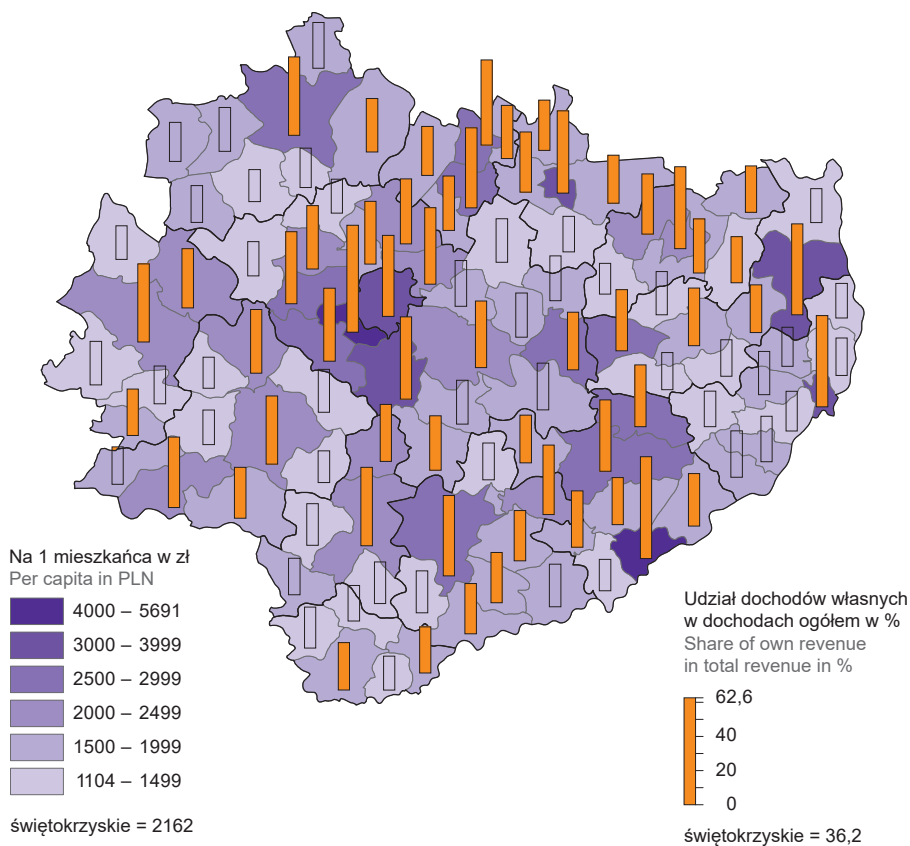 Na 1 mieszkańca w zł
Per capita in PLN
4000 – 5691
3000 – 3999
2500 – 2999
2000 – 2499
1500 – 1999
1104 – 1499
świętokrzyskie = 2162
Udział dochodów własnych
w dochodach ogółem w %
Share of own revenue
in total revenue in %
62,6
40
20
0
świętokrzyskie = 36,2